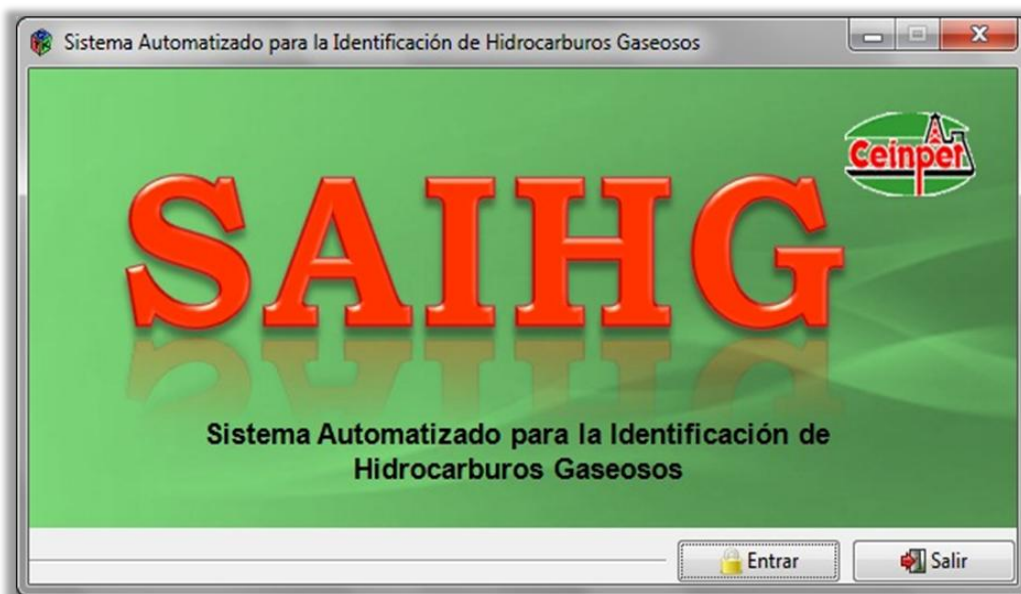 Sistema Automatizado para la Identificación de Hidrocarburos Gaseosos
Ceinpet
SAIHG
Sistema Automatizado para la Identificación de
Hidrocarburos Gaseosos
Entrar
Salir